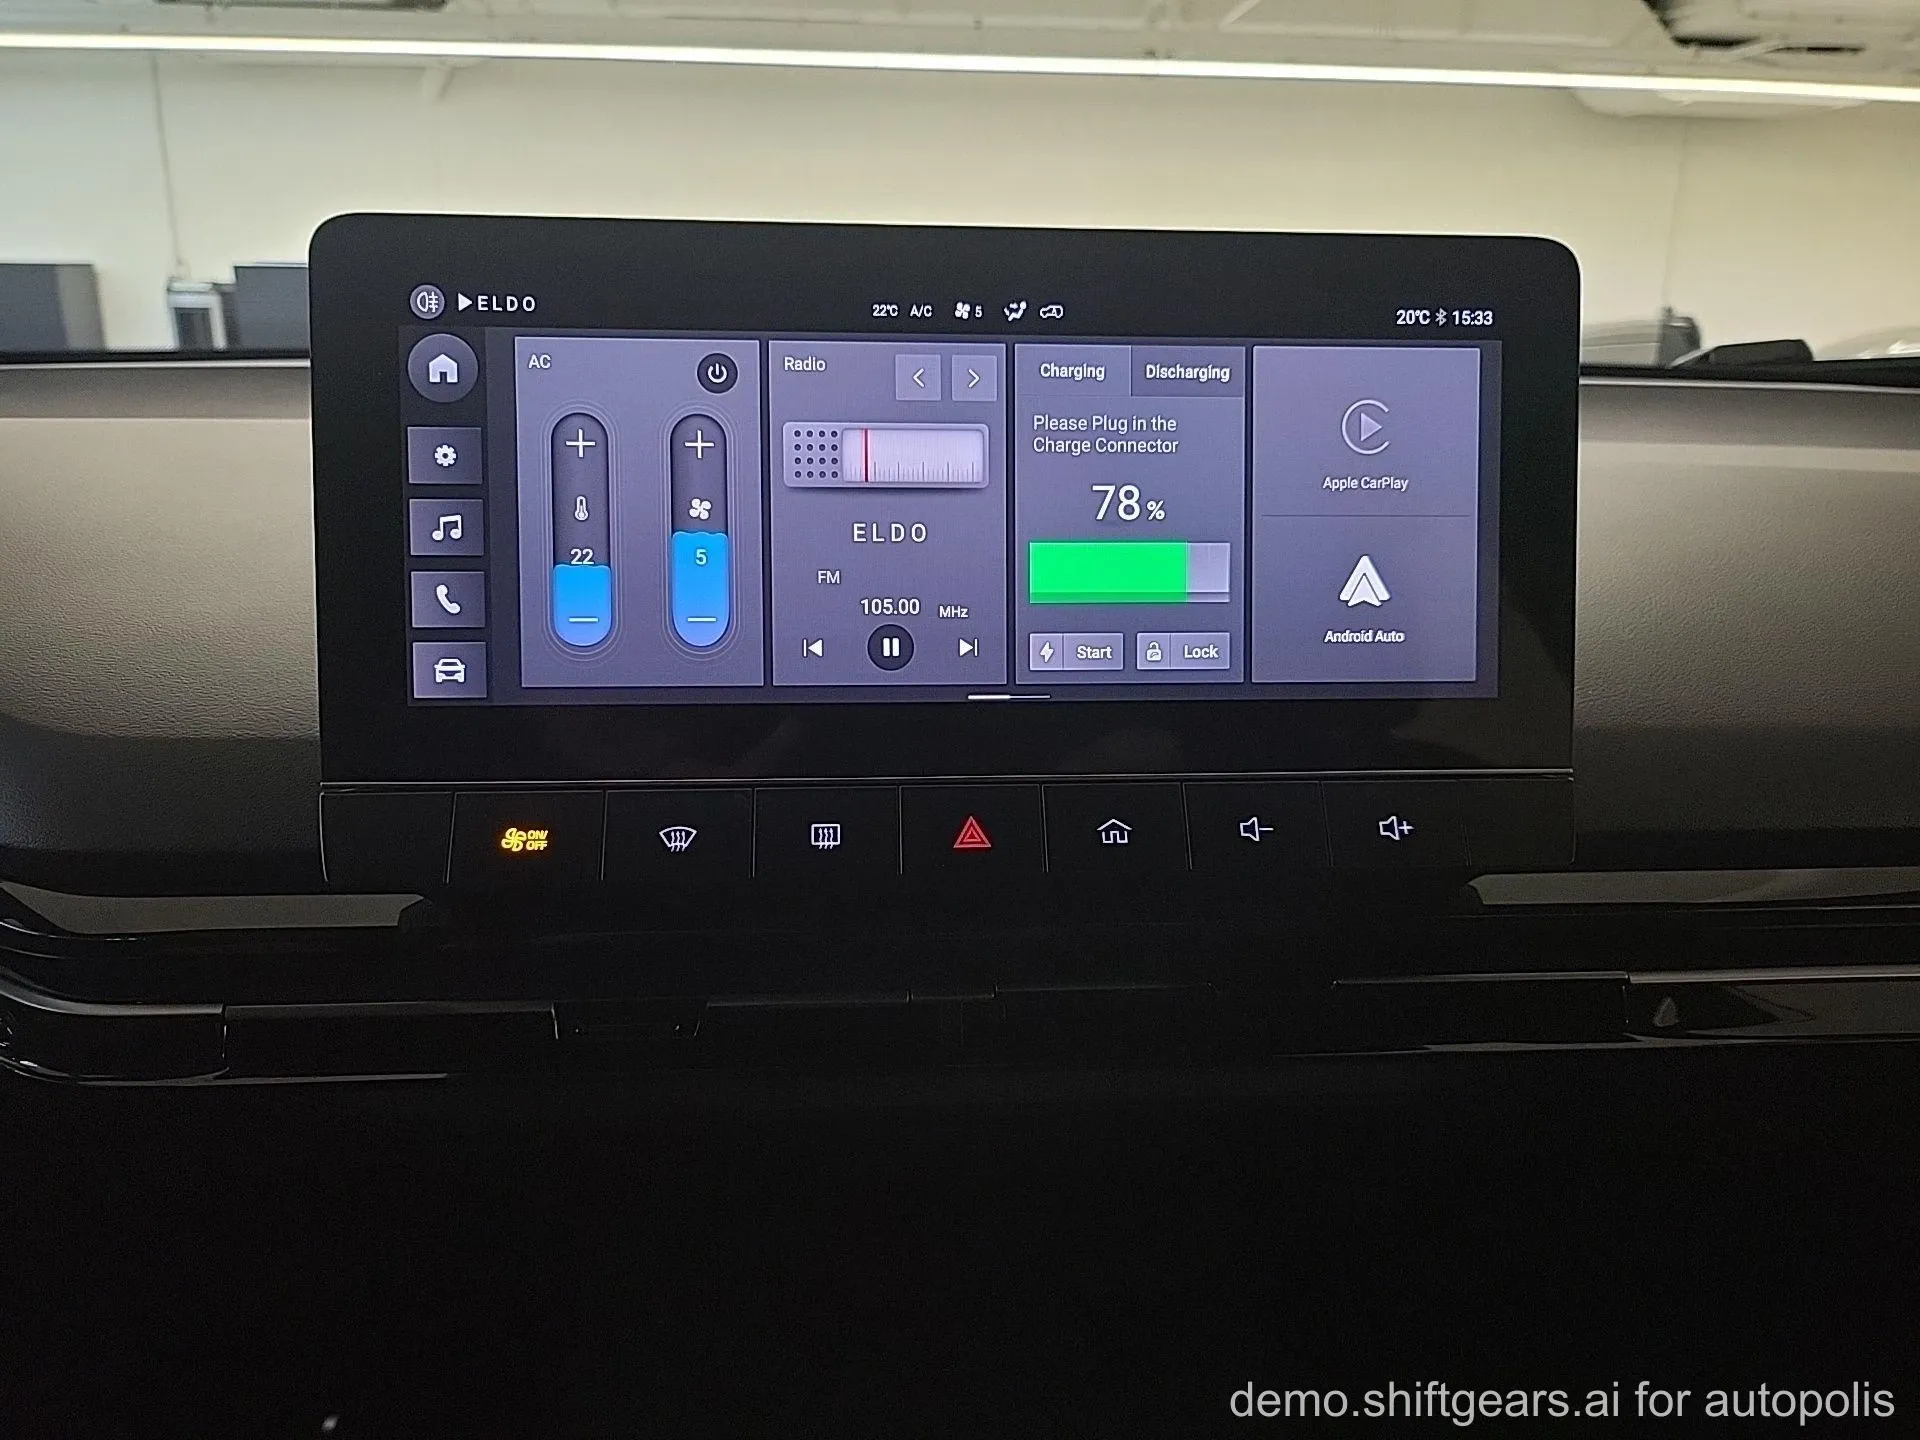 ELDO
22℃ A/C 5
20℃ 15:33
AC
22
5
Radio
ELDO
FM
105.00 MHz
Charging Discharging
Please Plug in the
Charge Connector
78%
Start Lock
Apple CarPlay
Android Auto
ON/
OFF
demo.shiftgears.ai for autopolis